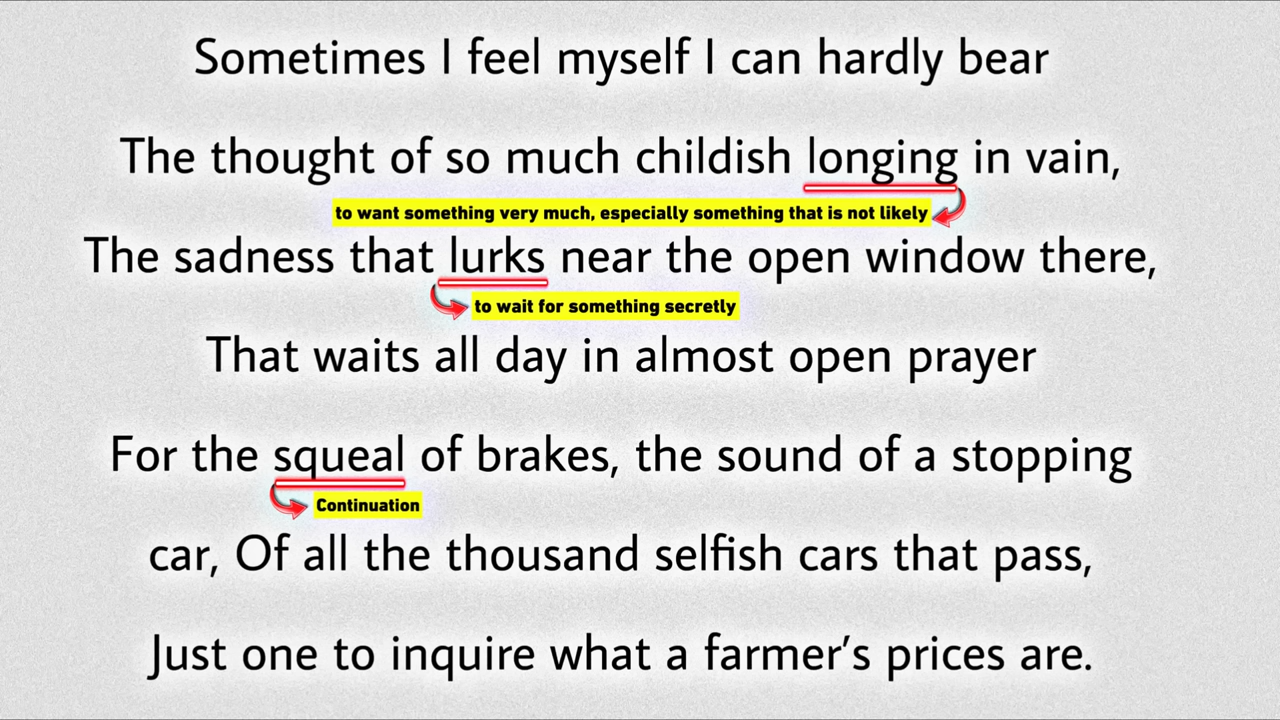 Sometimes I feel myself I can hardly bear
The thought of so much childish longing in vain,
to want something very much, especially something that is not likely
The sadness that lurks near the open window there,
to wait for something secretly
That waits all day in almost open prayer
For the squeal of brakes, the sound of a stopping
Continuation
car, Of all the thousand selfish cars that pass,
Just one to inquire what a farmer’s prices are.